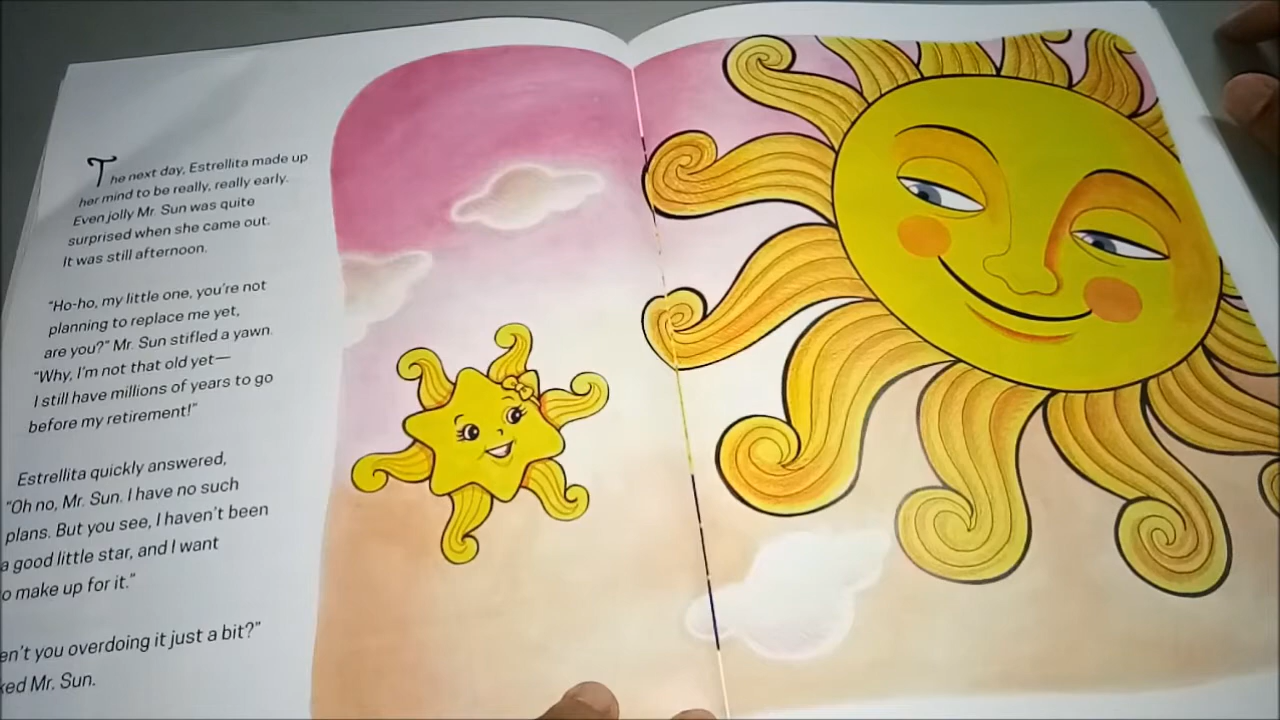 The next day, Estrellita made up
her mind to be really, really early.
Even jolly Mr. Sun was quite
surprised when she came out.
It was still afternoon.
“Ho-ho, my little one, you’re not
planning to replace me yet,
are you?” Mr. Sun stifled a yawn.
“Why, I’m not that old yet—
I still have millions of years to go
before my retirement!”
Estrellita quickly answered,
“Oh no, Mr. Sun. I have no such
plans. But you see, I haven’t been
a good little star, and I want
o make up for it.”
en’t you overdoing it just a bit?”
ked Mr. Sun.